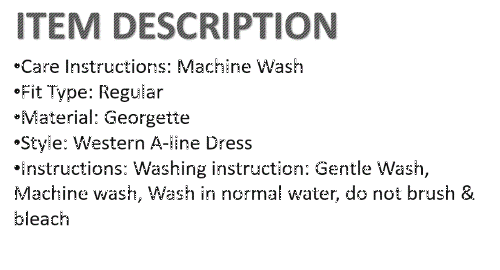 ITEM DESCRIPTION
•Care Instructions: Machine Wash
•Fit Type: Regular
•Material: Georgette
•Style: Western A-line Dress
•Instructions: Washing instruction: Gentle Wash,
Machine wash, Wash in normal water, do not brush &
bleach